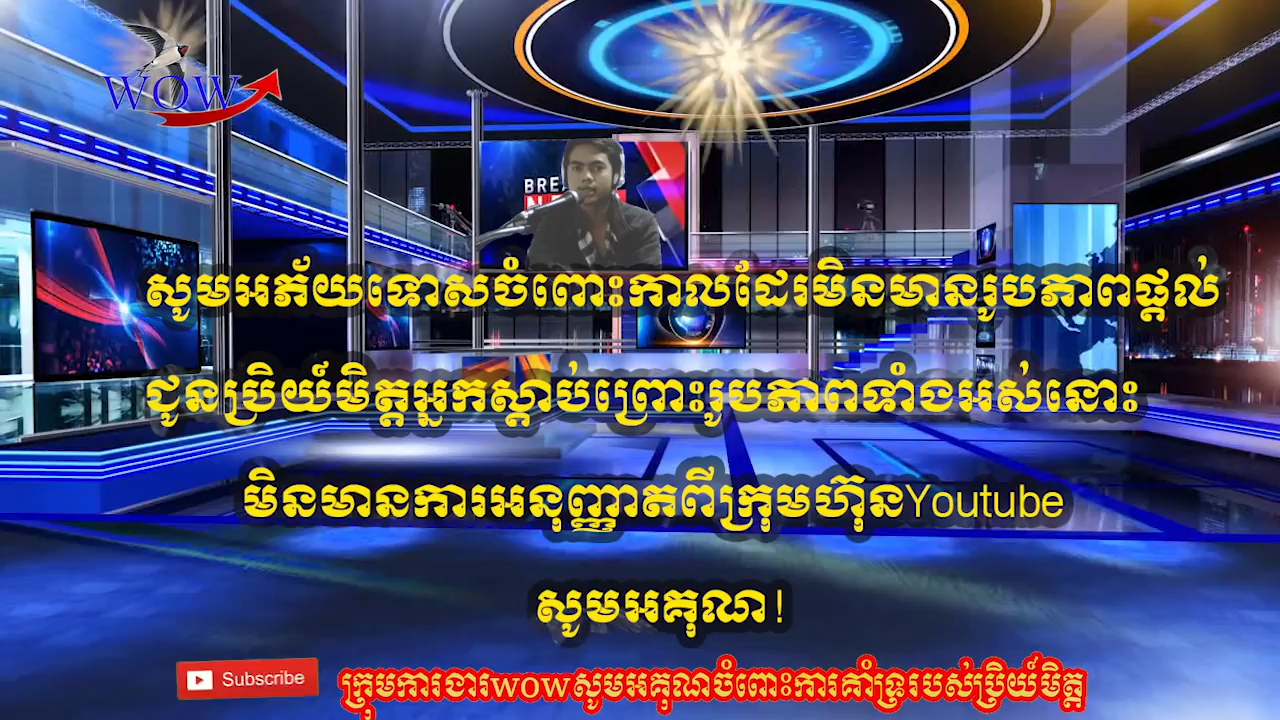 WOW
BREA
សូមអភ័យទោសចំពោះកាលដែរមិនមានរូបភាពផ្តល់
ជូនប្រិយ៍មិត្តអ្នកស្តាប់ព្រោះរូបភាពទាំងអស់នោះ
មិនមានការអនុញ្ញាតពីក្រុមហ៊ុនYoutube
សូមអគុណ!
Subscribe
ក្រុមការងារwowសូមអគុណចំពោះការគាំទ្ររបស់ប្រិយ៍មិត្ត